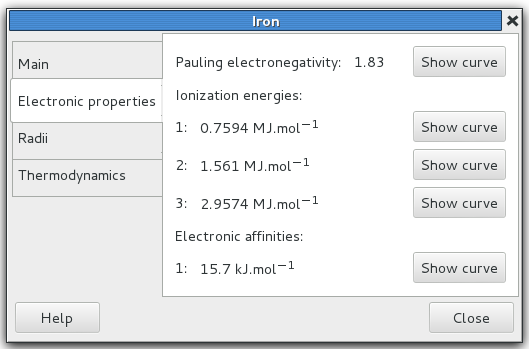 Iron
Main
Electronic properties
Radii
Thermodynamics
Pauling electronegativity: 1.83 Show curve
Ionization energies:
1: 0.7594 MJ.mol⁻¹ Show curve
2: 1.561 MJ.mol⁻¹ Show curve
3: 2.9574 MJ.mol⁻¹ Show curve
Electronic affinities:
1: 15.7 kJ.mol⁻¹ Show curve
Help Close